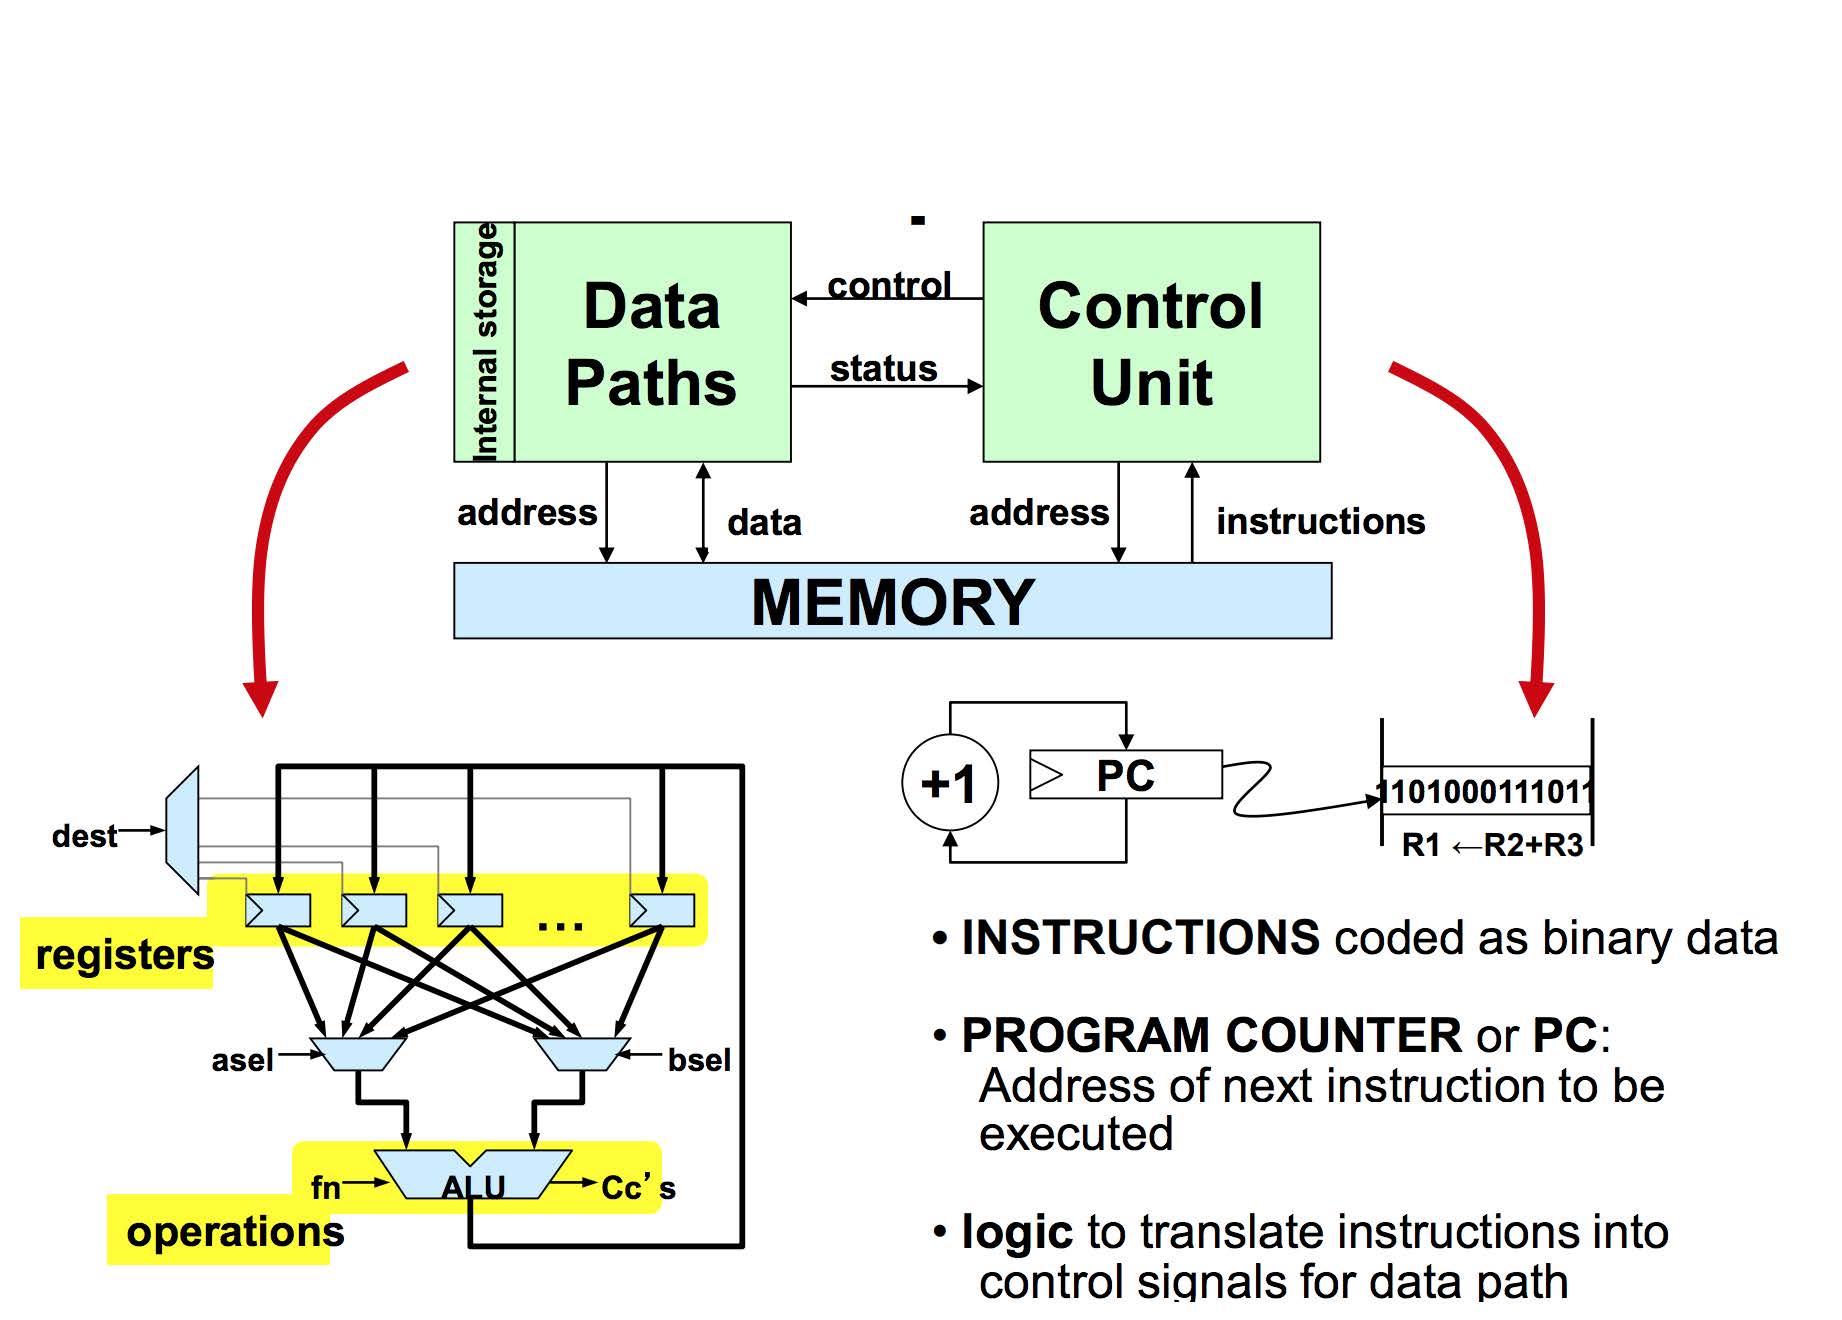 -
Internal storage
Data
Paths
control
status
Control
Unit
address
data
address
instructions
MEMORY
+1
PC
1101000111011
R1 ←R2+R3
dest
...
registers
asel
bsel
fn
ALU
Cc’s
operations
• INSTRUCTIONS coded as binary data
• PROGRAM COUNTER or PC:
Address of next instruction to be
executed
• logic to translate instructions into
control signals for data path